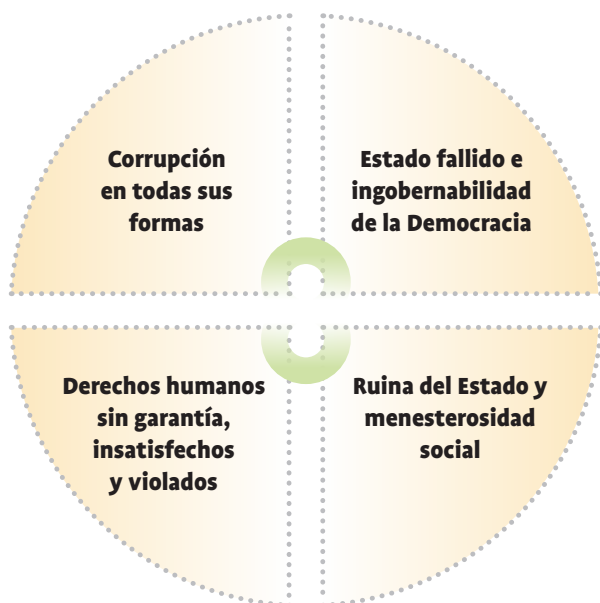 Corrupción
en todas sus
formas
Estado fallido e
ingobernabilidad
de la Democracia
Derechos humanos
sin garantía,
insatisfechos
y violados
Ruina del Estado y
menesterosidad
social